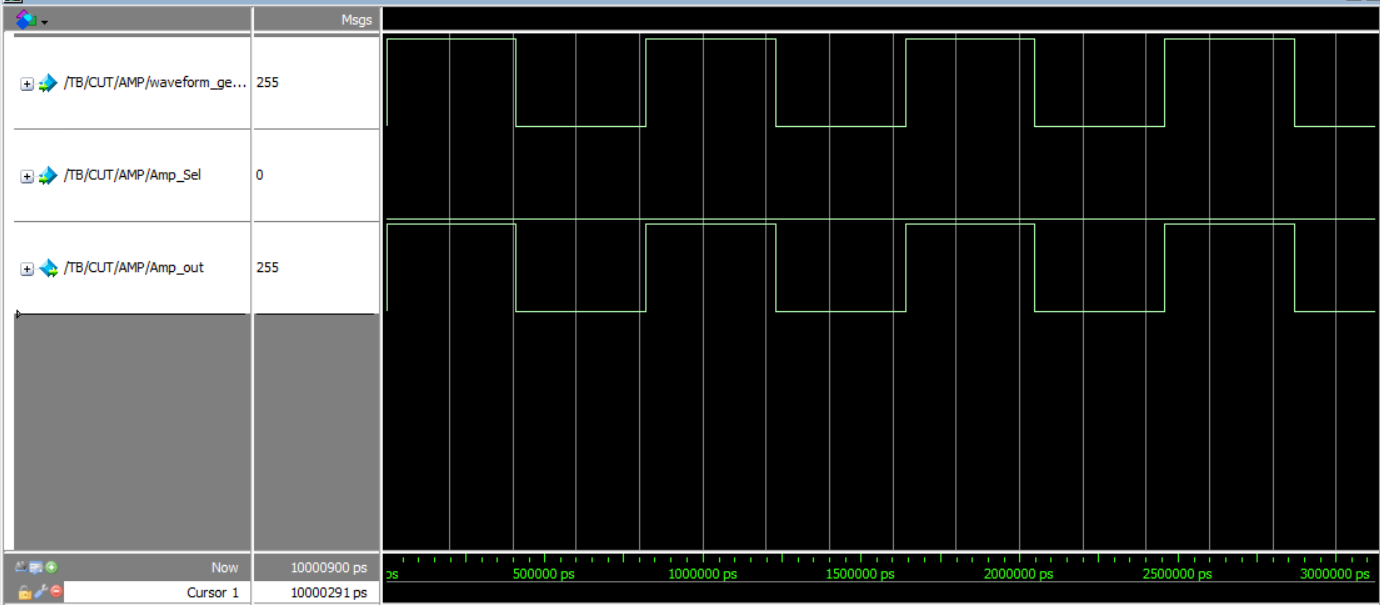 Msgs
/TB/CUT/AMP/waveform_ge... 255
/TB/CUT/AMP/Amp_Sel 0
/TB/CUT/AMP/Amp_out 255
Now 10000900 ps
ps 500000 ps 1000000 ps 1500000 ps 2000000 ps 2500000 ps 3000000 ps
Cursor 1 10000291 ps